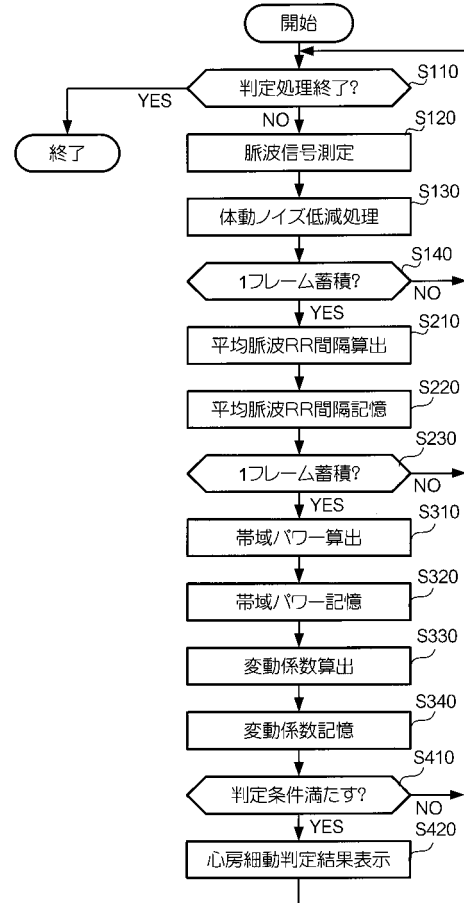 開始
S110
判定処理終了?
YES
NO
終了
S120
脈波信号測定
S130
体動ノイズ低減処理
S140
1フレーム蓄積?
NO
YES
S210
平均脈波RR間隔算出
S220
平均脈波RR間隔記憶
S230
1フレーム蓄積?
NO
YES
S310
帯域パワー算出
S320
帯域パワー記憶
S330
変動係数算出
S340
変動係数記憶
S410
判定条件満たす?
NO
YES
S420
心房細動判定結果表示